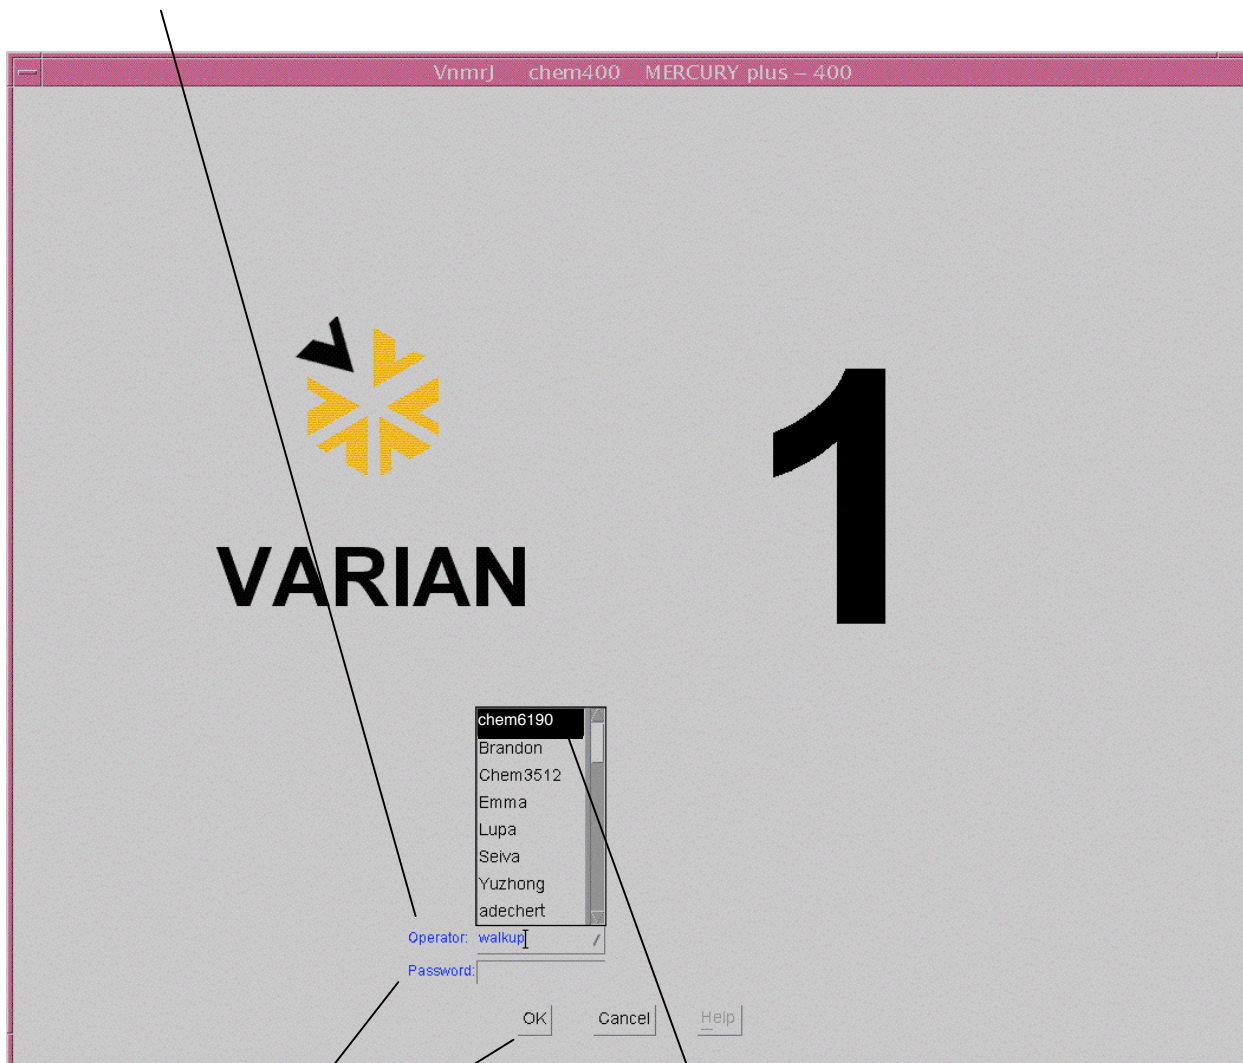 VnmrJ chem400 MERCURY plus – 400
1
VARIAN
chem6190
Brandon
Chem3512
Emma
Lupa
Seiva
Yuzhong
adechert
Operator: walkup
Password:
OK Cancel Help